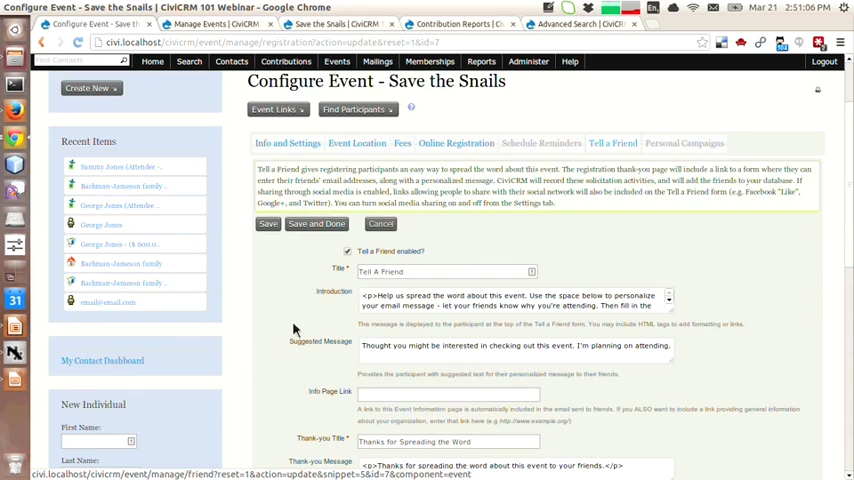 Configure Event - Save the Snails | CiviCRM 101 Webinar - Google Chrome
En
Mar 21 2:51:06 PM
Configure Event - Save the
Manage Events | CiviCRM
Save the Snails | CiviCRM
Contribution Reports | Civ
Advanced Search | CiviCRM
civi.localhost/civicrm/event/manage/registration?action=update&reset=1&id=7
Find Contacts
Home Search Contributions Events Mailings Memberships Reports Administer Help Logout
Create New
Configure Event - Save the Snails
Event Links
Find Participants
Recent Items
Sammy Jones (Attendee -..
Bachman-Jameson family ..
George Jones (Attendee ..
George Jones
George Jones - ($ 600.0..
Bachman-Jameson family
Bachman-Jameson family ..
email@email.com
My Contact Dashboard
New Individual
First Name:
Last Name:
Info and Settings Event Location Fees Online Registration Schedule Reminders Tell a Friend Personal Campaigns
Tell a Friend gives registering participants an easy way to spread the word about this event. The registration thank-you page will include a link to a form where they can
enter their friends' email addresses, along with a personalized message. CiviCRM will record these solicitation activities, and will add the friends to your database. If
sharing through social media is enabled, links allowing people to share with their social network will also be included on the Tell a Friend form (e.g. Facebook "Like",
Google+, and Twitter). You can turn social media sharing on and off from the Settings tab.
Save
Save and Done
Cancel
Tell a Friend enabled?
Title *
Tell A Friend
Introduction
<p>Help us spread the word about this event. Use the space below to personalize
your email message - let your friends know why you're attending. Then fill in the
This message is displayed to the participant at the top of the Tell a Friend form. You may include HTML tags to add formatting or links.
Suggested Message
Thought you might be interested in checking out this event. I'm planning on attending.
Provides the participant with suggested text for their personalized message to their friends.
Info Page Link
A link to this Event Information page is automatically included in the email sent to friends. If you ALSO want to include a link providing general information
about your organization, enter that link here (e.g http://www.example.org/)
Thank-you Title *
Thanks for Spreading the Word
Thank-you Message
<p>Thanks for spreading the word about this event to your friends.</p>
31
civi.localhost/civicrm/event/manage/friend?reset=1&action=update&snippet=5&id=7&component=event